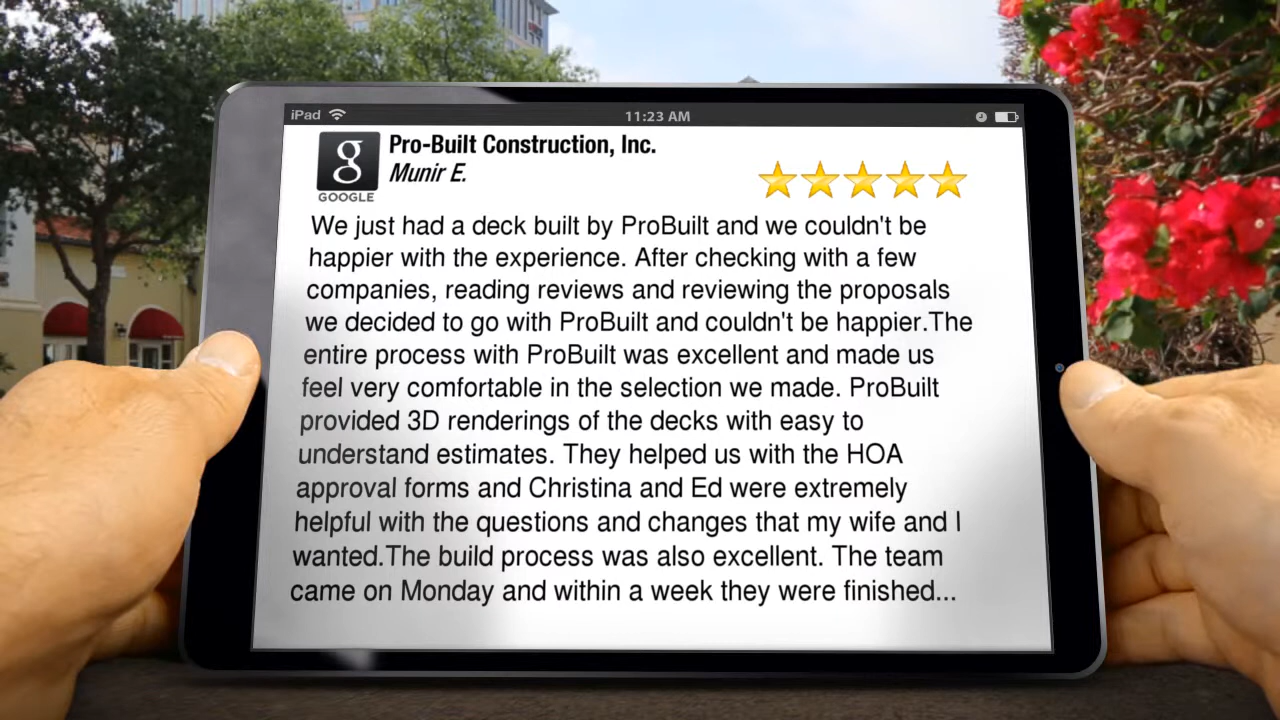 iPad 11:23 AM
g
GOOGLE
Pro-Built Construction, Inc.
Munir E.
We just had a deck built by ProBuilt and we couldn't be
happier with the experience. After checking with a few
companies, reading reviews and reviewing the proposals
we decided to go with ProBuilt and couldn't be happier.The
entire process with ProBuilt was excellent and made us
feel very comfortable in the selection we made. ProBuilt
provided 3D renderings of the decks with easy to
understand estimates. They helped us with the HOA
approval forms and Christina and Ed were extremely
helpful with the questions and changes that my wife and I
wanted.The build process was also excellent. The team
came on Monday and within a week they were finished...